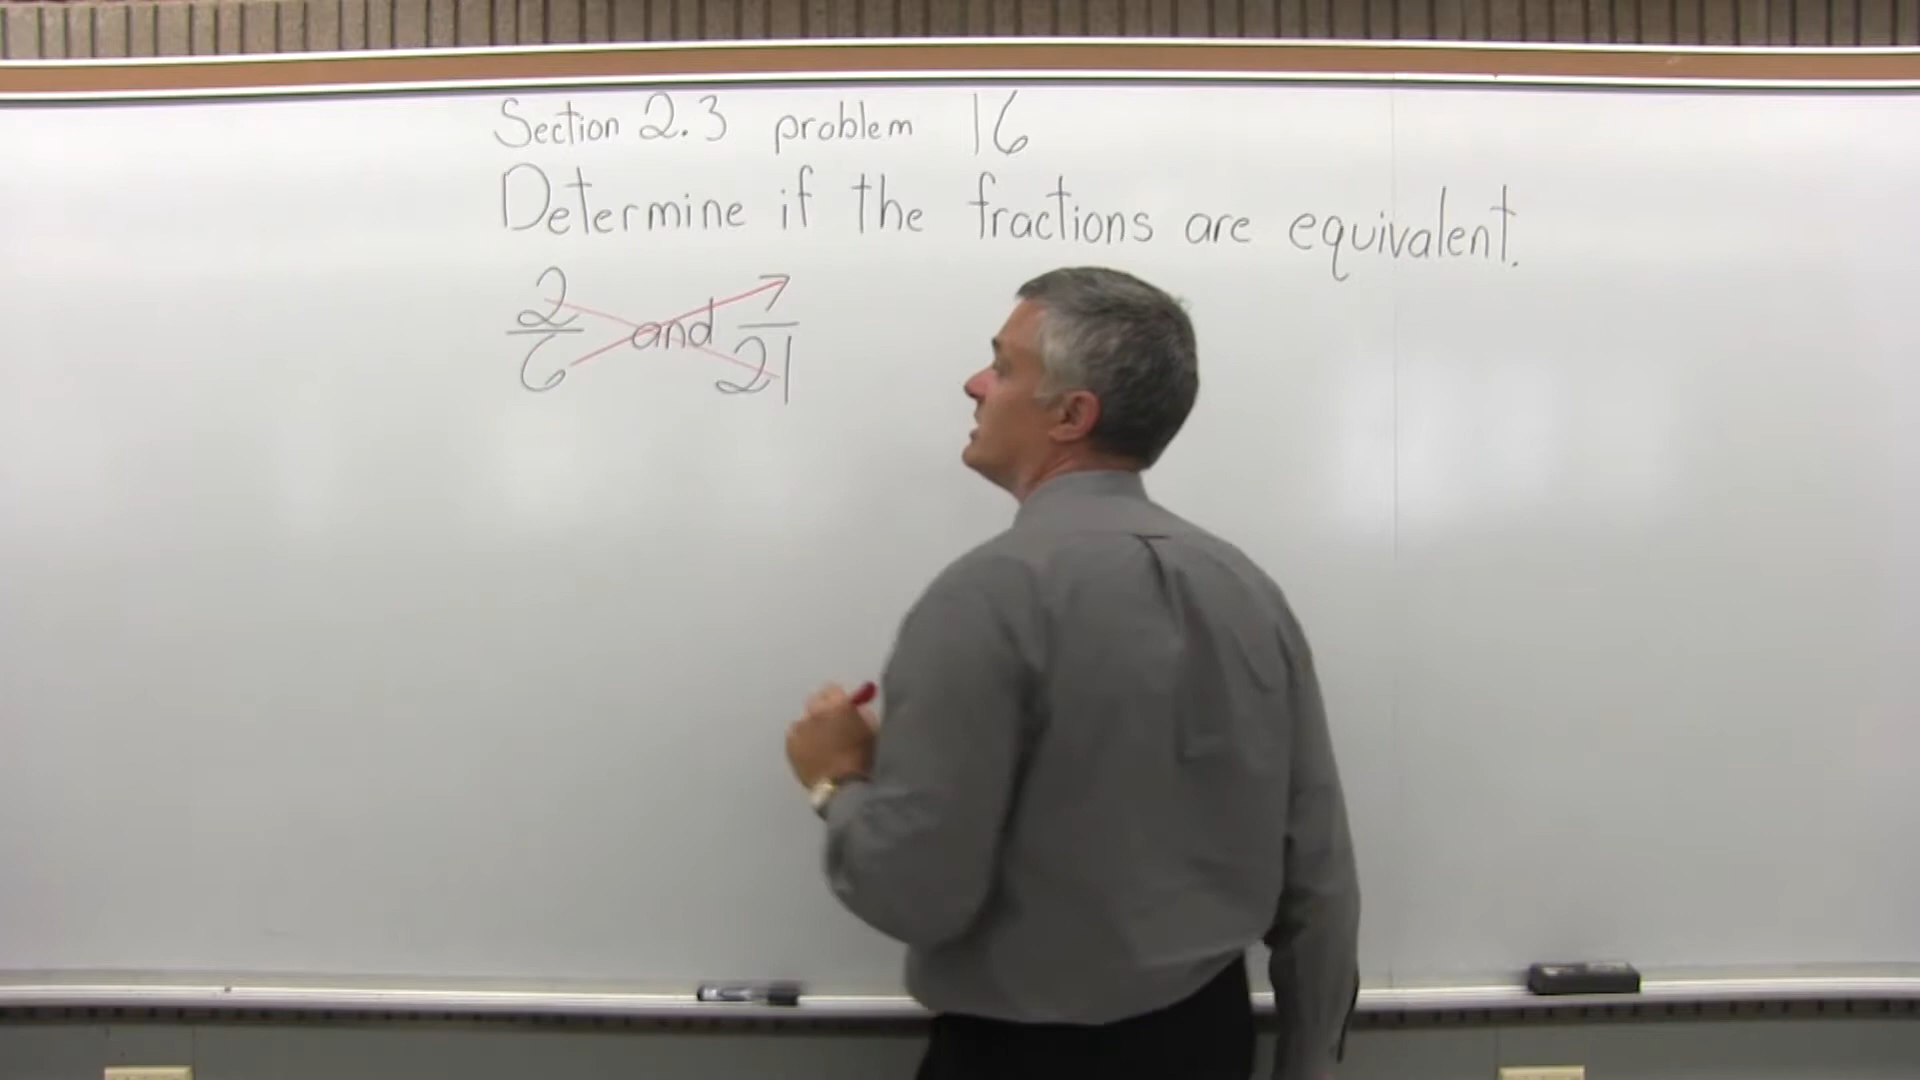 Section 2.3 problem 16
Determine if the fractions are equivalent.
2/6 and 7/21